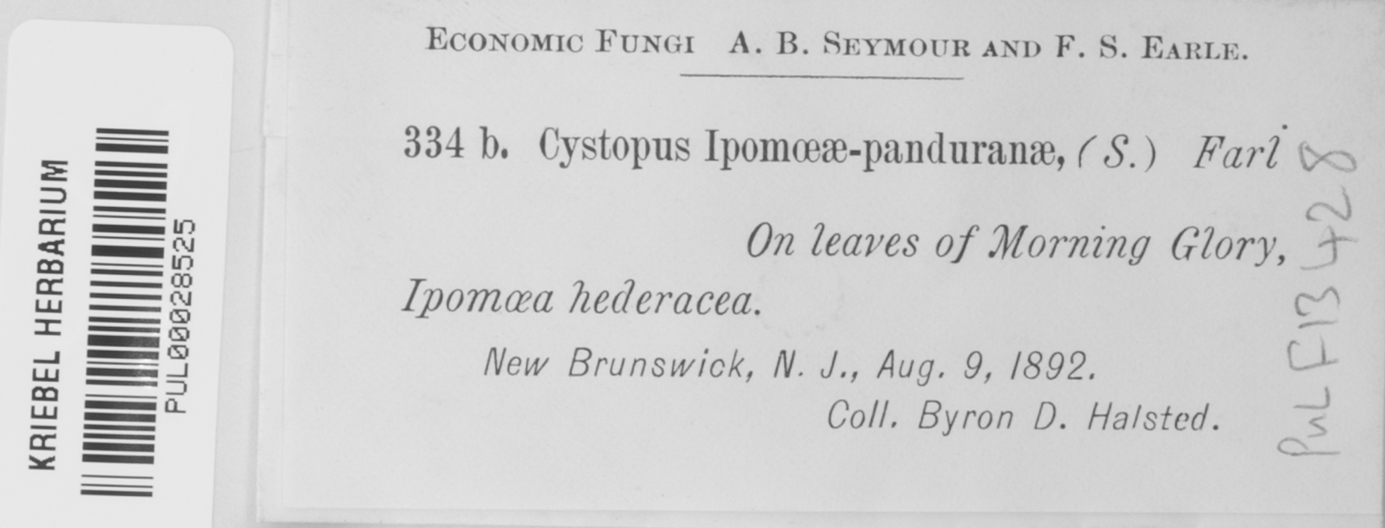 ECONOMIC FUNGI A. B. SEYMOUR AND F. S. EARLE.
334 b. Cystopus Ipomœæ-panduranæ, (S.) Farl
On leaves of Morning Glory,
Ipomœa hederacea.
New Brunswick, N. J., Aug. 9, 1892.
Coll. Byron D. Halsted.
KRIEBEL HERBARIUM
PUL00028525
PUL F13428